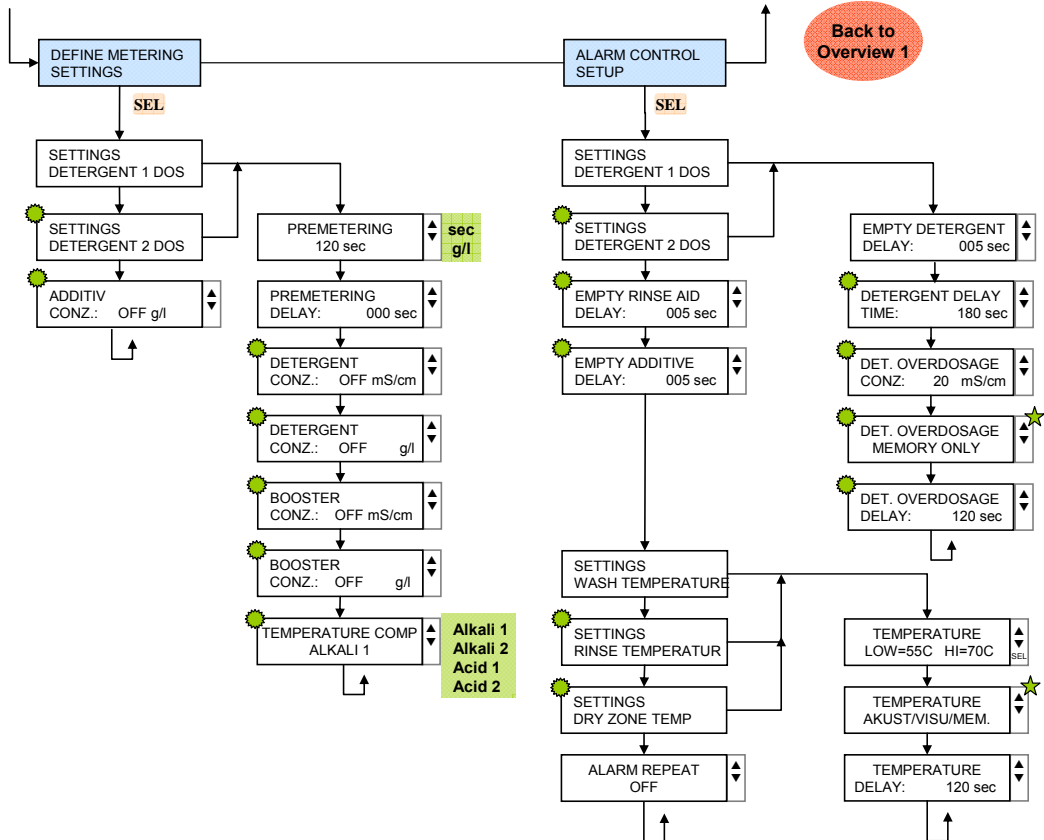 DEFINE METERING
SETTINGS
SEL
SETTINGS
DETERGENT 1 DOS
SETTINGS
DETERGENT 2 DOS
ADDITIV
CONZ.: OFF g/l
PREMETERING
120 sec
sec
g/l
PREMETERING
DELAY: 000 sec
DETERGENT
CONZ.: OFF mS/cm
DETERGENT
CONZ.: OFF g/l
BOOSTER
CONZ.: OFF mS/cm
BOOSTER
CONZ.: OFF g/l
TEMPERATURE COMP
ALKALI 1
Alkali 1
Alkali 2
Acid 1
Acid 2
ALARM CONTROL
SETUP
Back to
Overview 1
SEL
SETTINGS
DETERGENT 1 DOS
SETTINGS
DETERGENT 2 DOS
EMPTY RINSE AID
DELAY: 005 sec
EMPTY ADDITIVE
DELAY: 005 sec
EMPTY DETERGENT
DELAY: 005 sec
DETERGENT DELAY
TIME: 180 sec
DET. OVERDOSAGE
CONZ: 20 mS/cm
DET. OVERDOSAGE
MEMORY ONLY
DET. OVERDOSAGE
DELAY: 120 sec
SETTINGS
WASH TEMPERATURE
SETTINGS
RINSE TEMPERATUR
SETTINGS
DRY ZONE TEMP
ALARM REPEAT
OFF
TEMPERATURE
LOW=55C HI=70C
SEL
TEMPERATURE
AKUST/VISU/MEM.
TEMPERATURE
DELAY: 120 sec